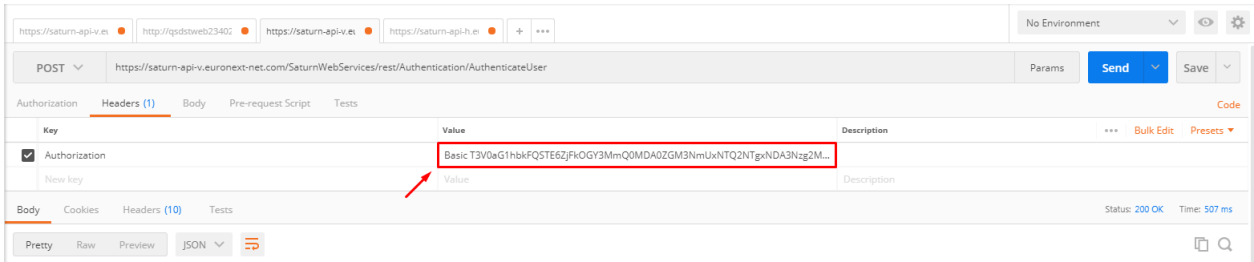 https://saturn-api-v.eu http://qsdstweb23402 https://saturn-api-v.eu https://saturn-api-h.eu + ••• No Environment
POST https://saturn-api-v.euronext-net.com/SaturnWebServices/rest/Authentication/AuthenticateUser Params Send Save
Authorization Headers (1) Body Pre-request Script Tests Code
Key Value Description ••• Bulk Edit Presets
Authorization Basic T3V0aG1hbkFQSTE6ZjFkOGY3MmQ0MDA0ZGM3NmUxNTQ2NTgxNDA3Nzg2M...
New key Value Description
Body Cookies Headers (10) Tests Status: 200 OK Time: 507 ms
Pretty Raw Preview JSON